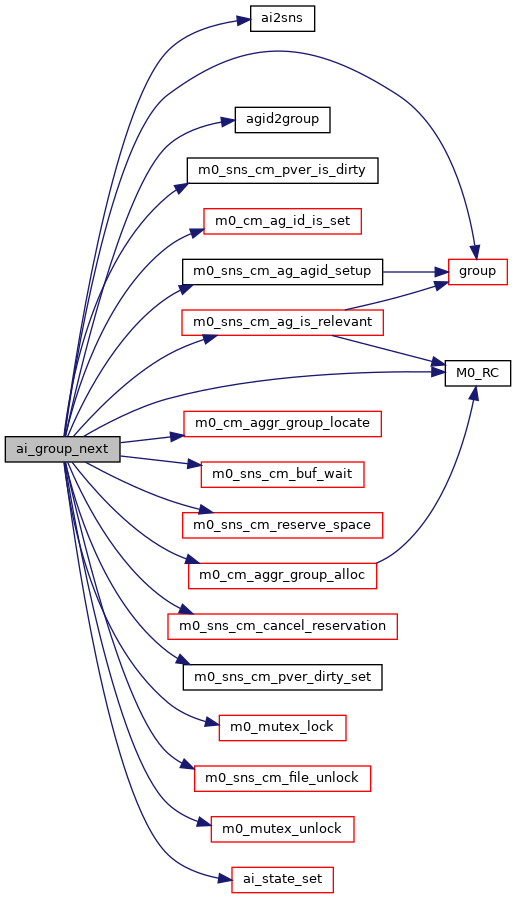 ai2sns
agid2group
m0_sns_cm_pver_is_dirty
m0_cm_ag_id_is_set
m0_sns_cm_ag_agid_setup
group
m0_sns_cm_ag_is_relevant
M0_RC
m0_cm_aggr_group_locate
ai_group_next
m0_sns_cm_buf_wait
m0_sns_cm_reserve_space
m0_cm_aggr_group_alloc
m0_sns_cm_cancel_reservation
m0_sns_cm_pver_dirty_set
m0_mutex_lock
m0_sns_cm_file_unlock
m0_mutex_unlock
ai_state_set